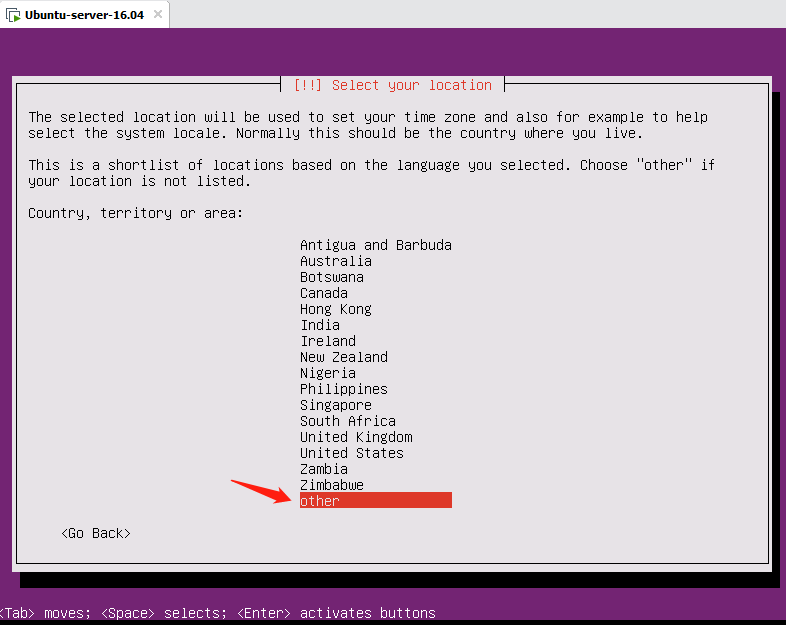 Ubuntu-server-16.04
[!!] Select your location
The selected location will be used to set your time zone and also for example to help
select the system locale. Normally this should be the country where you live.
This is a shortlist of locations based on the language you selected. Choose "other" if
your location is not listed.
Country, territory or area:
Antigua and Barbuda
Australia
Botswana
Canada
Hong Kong
India
Ireland
New Zealand
Nigeria
Philippines
Singapore
South Africa
United Kingdom
United States
Zambia
Zimbabwe
other
<Go Back>
<Tab> moves; <Space> selects; <Enter> activates buttons